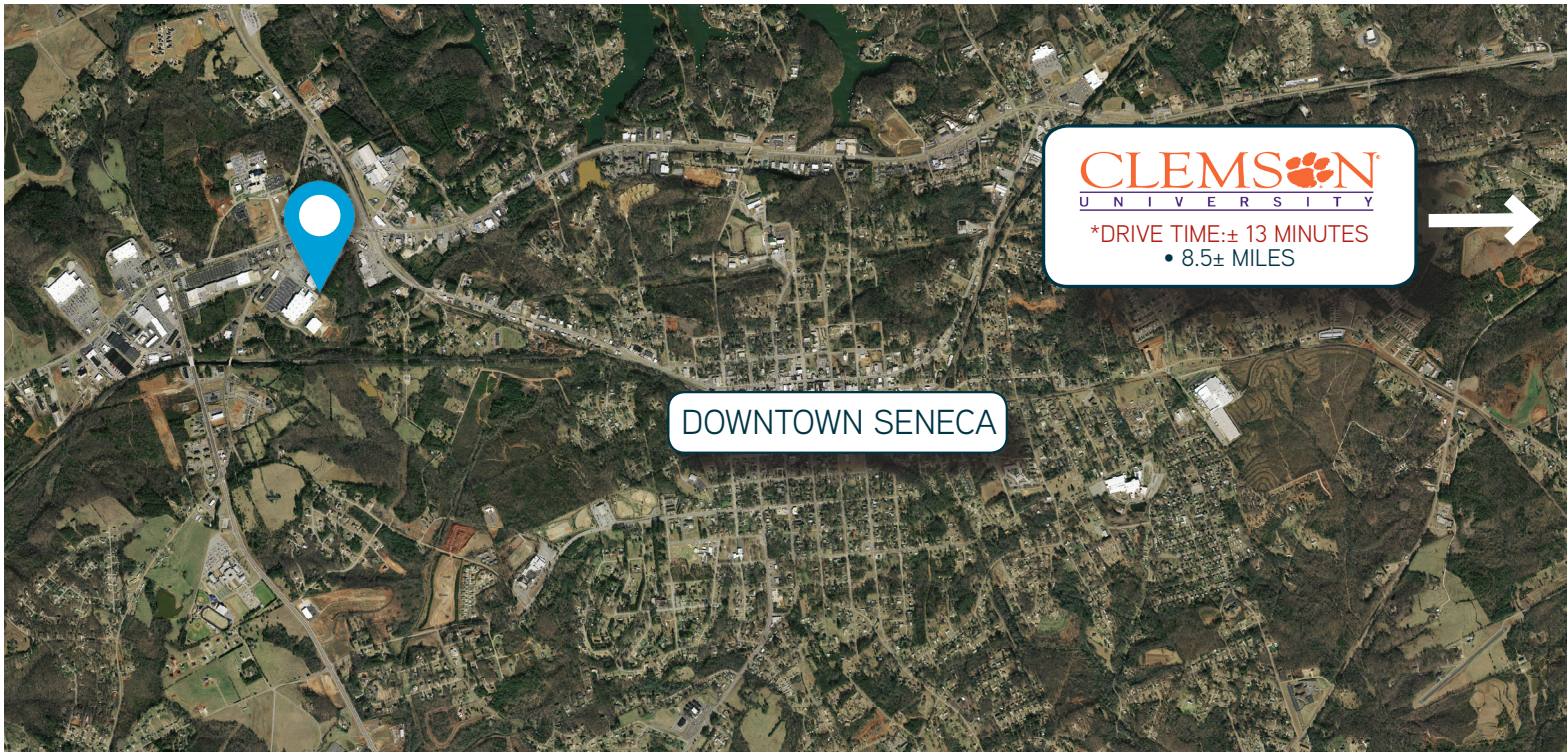 CLEMSON®
UNIVERSITY
*DRIVE TIME:± 13 MINUTES
• 8.5± MILES
DOWNTOWN SENECA